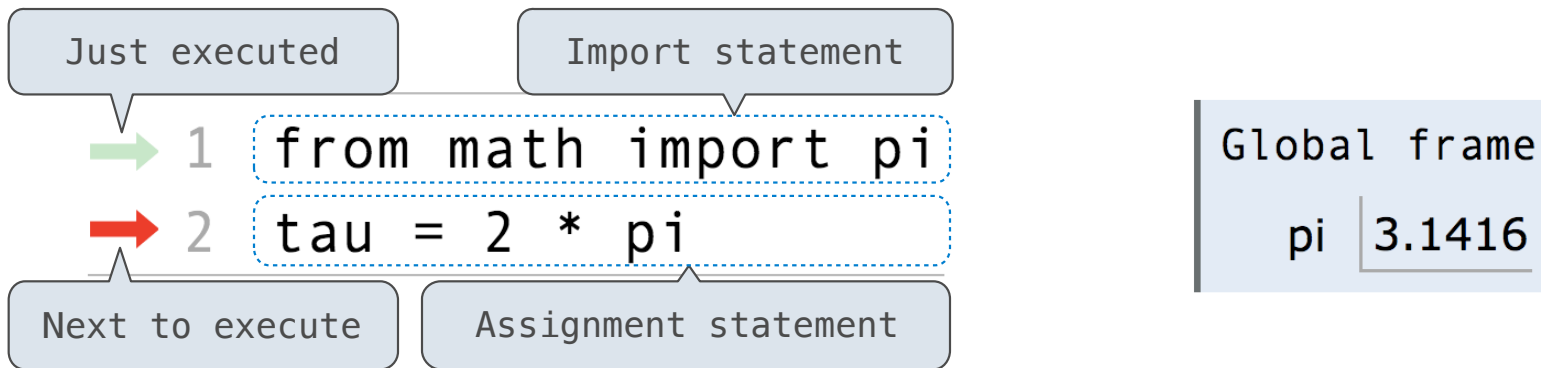 Just executed
Import statement
1 from math import pi
2 tau = 2 * pi
Next to execute
Assignment statement
Global frame
pi 3.1416